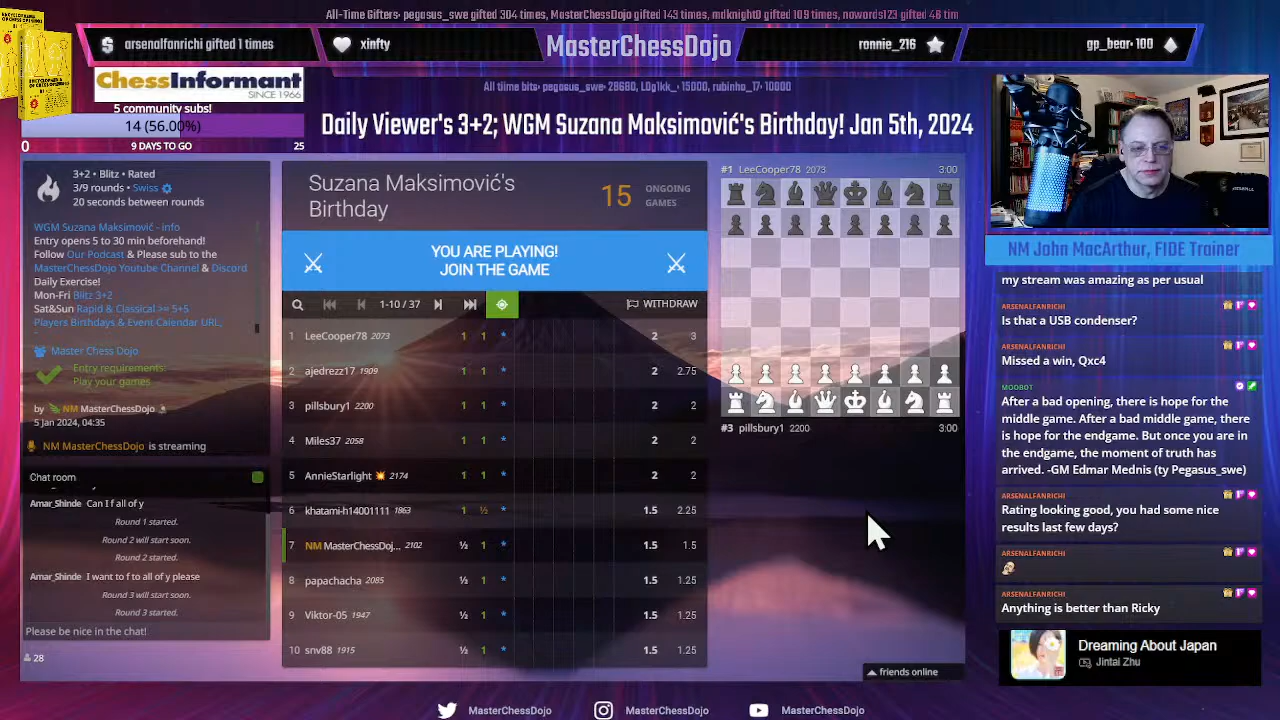 All-Time Gifters• pegasus_swe gifted 304 times, MasterChessDojo gifted 143 times, mdknight0 gifted 109 times, nowards123 gifted 46 tim
arsenalfanrichi gifted 1 times
xinfty
MasterChessDojo
ronnie_216
gp_bear• 100
ChessInformant
SINCE 1966
All time bits• pegasus_swe• 28680, L0g1kk_• 15000, rubinho_17• 10000
5 community subs!
14 (56.00%)
0
9 DAYS TO GO
25
Daily Viewer's 3+2; WGM Suzana Maksimović's Birthday! Jan 5th, 2024
3+2 • Blitz • Rated
3/9 rounds • Swiss
20 seconds between rounds
WGM Suzana Maksimović - info
Entry opens 5 to 30 min beforehand!
Follow Our Podcast & Please sub to the
MasterChessDojo Youtube Channel & Discord
Daily Exercise!
Mon-Fri Blitz 3+2
Sat&Sun Rapid & Classical >= 5+5
Players Birthdays & Event Calendar URL,
Master Chess Dojo
Entry requirements:
Play your games
by NM MasterChessDojo
5 Jan 2024, 04:35
NM MasterChessDojo is streaming
Chat room
Amar_Shinde Can I f all of y
Round 1 started.
Round 2 will start soon.
Round 2 started.
Amar_Shinde I want to f to all of y please
Round 3 will start soon.
Round 3 started.
Please be nice in the chat!
28
Suzana Maksimović's
Birthday
15 ONGOING
GAMES
YOU ARE PLAYING!
JOIN THE GAME
1-10 / 37
WITHDRAW
1 LeeCooper78 2073 1 1 * 2 3
2 ajedrezz17 1909 1 1 * 2 2.75
3 pillsbury1 2200 1 1 * 2 2
4 Miles37 2058 1 1 * 2 2
5 AnnieStarlight 2174 1 1 * 2 2
6 khatami-h14001111 1863 1 ½ * 1.5 2.25
7 NM MasterChessDoj... 2102 ½ 1 * 1.5 1.5
8 papachacha 2085 ½ 1 * 1.5 1.25
9 Viktor-05 1947 ½ 1 * 1.5 1.25
10 snv88 1915 ½ 1 * 1.5 1.25
#1 LeeCooper78 2073 3:00
#3 pillsbury1 2200 3:00
friends online
NM John MacArthur, FIDE Trainer
my stream was amazing as per usual
ARSENALFANRICHI
Is that a USB condenser?
ARSENALFANRICHI
Missed a win, Qxc4
MOOBOT
After a bad opening, there is hope for the
middle game. After a bad middle game, there
is hope for the endgame. But once you are in
the endgame, the moment of truth has
arrived. -GM Edmar Mednis (ty Pegasus_swe)
ARSENALFANRICHI
Rating looking good, you had some nice
results last few days?
ARSENALFANRICHI
ARSENALFANRICHI
Anything is better than Ricky
Dreaming About Japan
Jintai Zhu
MasterChessDojo
MasterChessDojo
MasterChessDojo